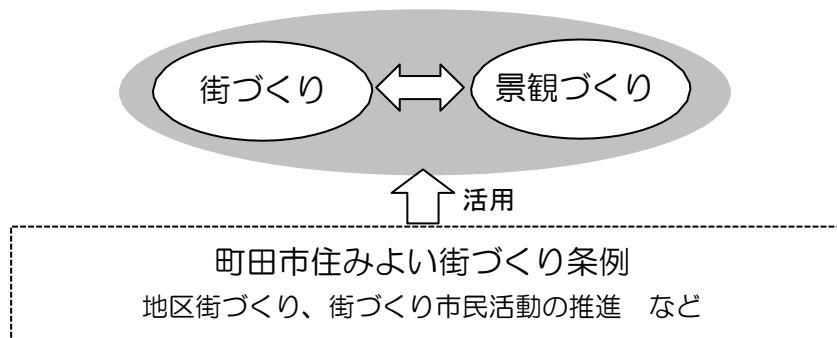 街づくり
景観づくり
活用
町田市住みよい街づくり条例
地区街づくり、街づくり市民活動の推進　など